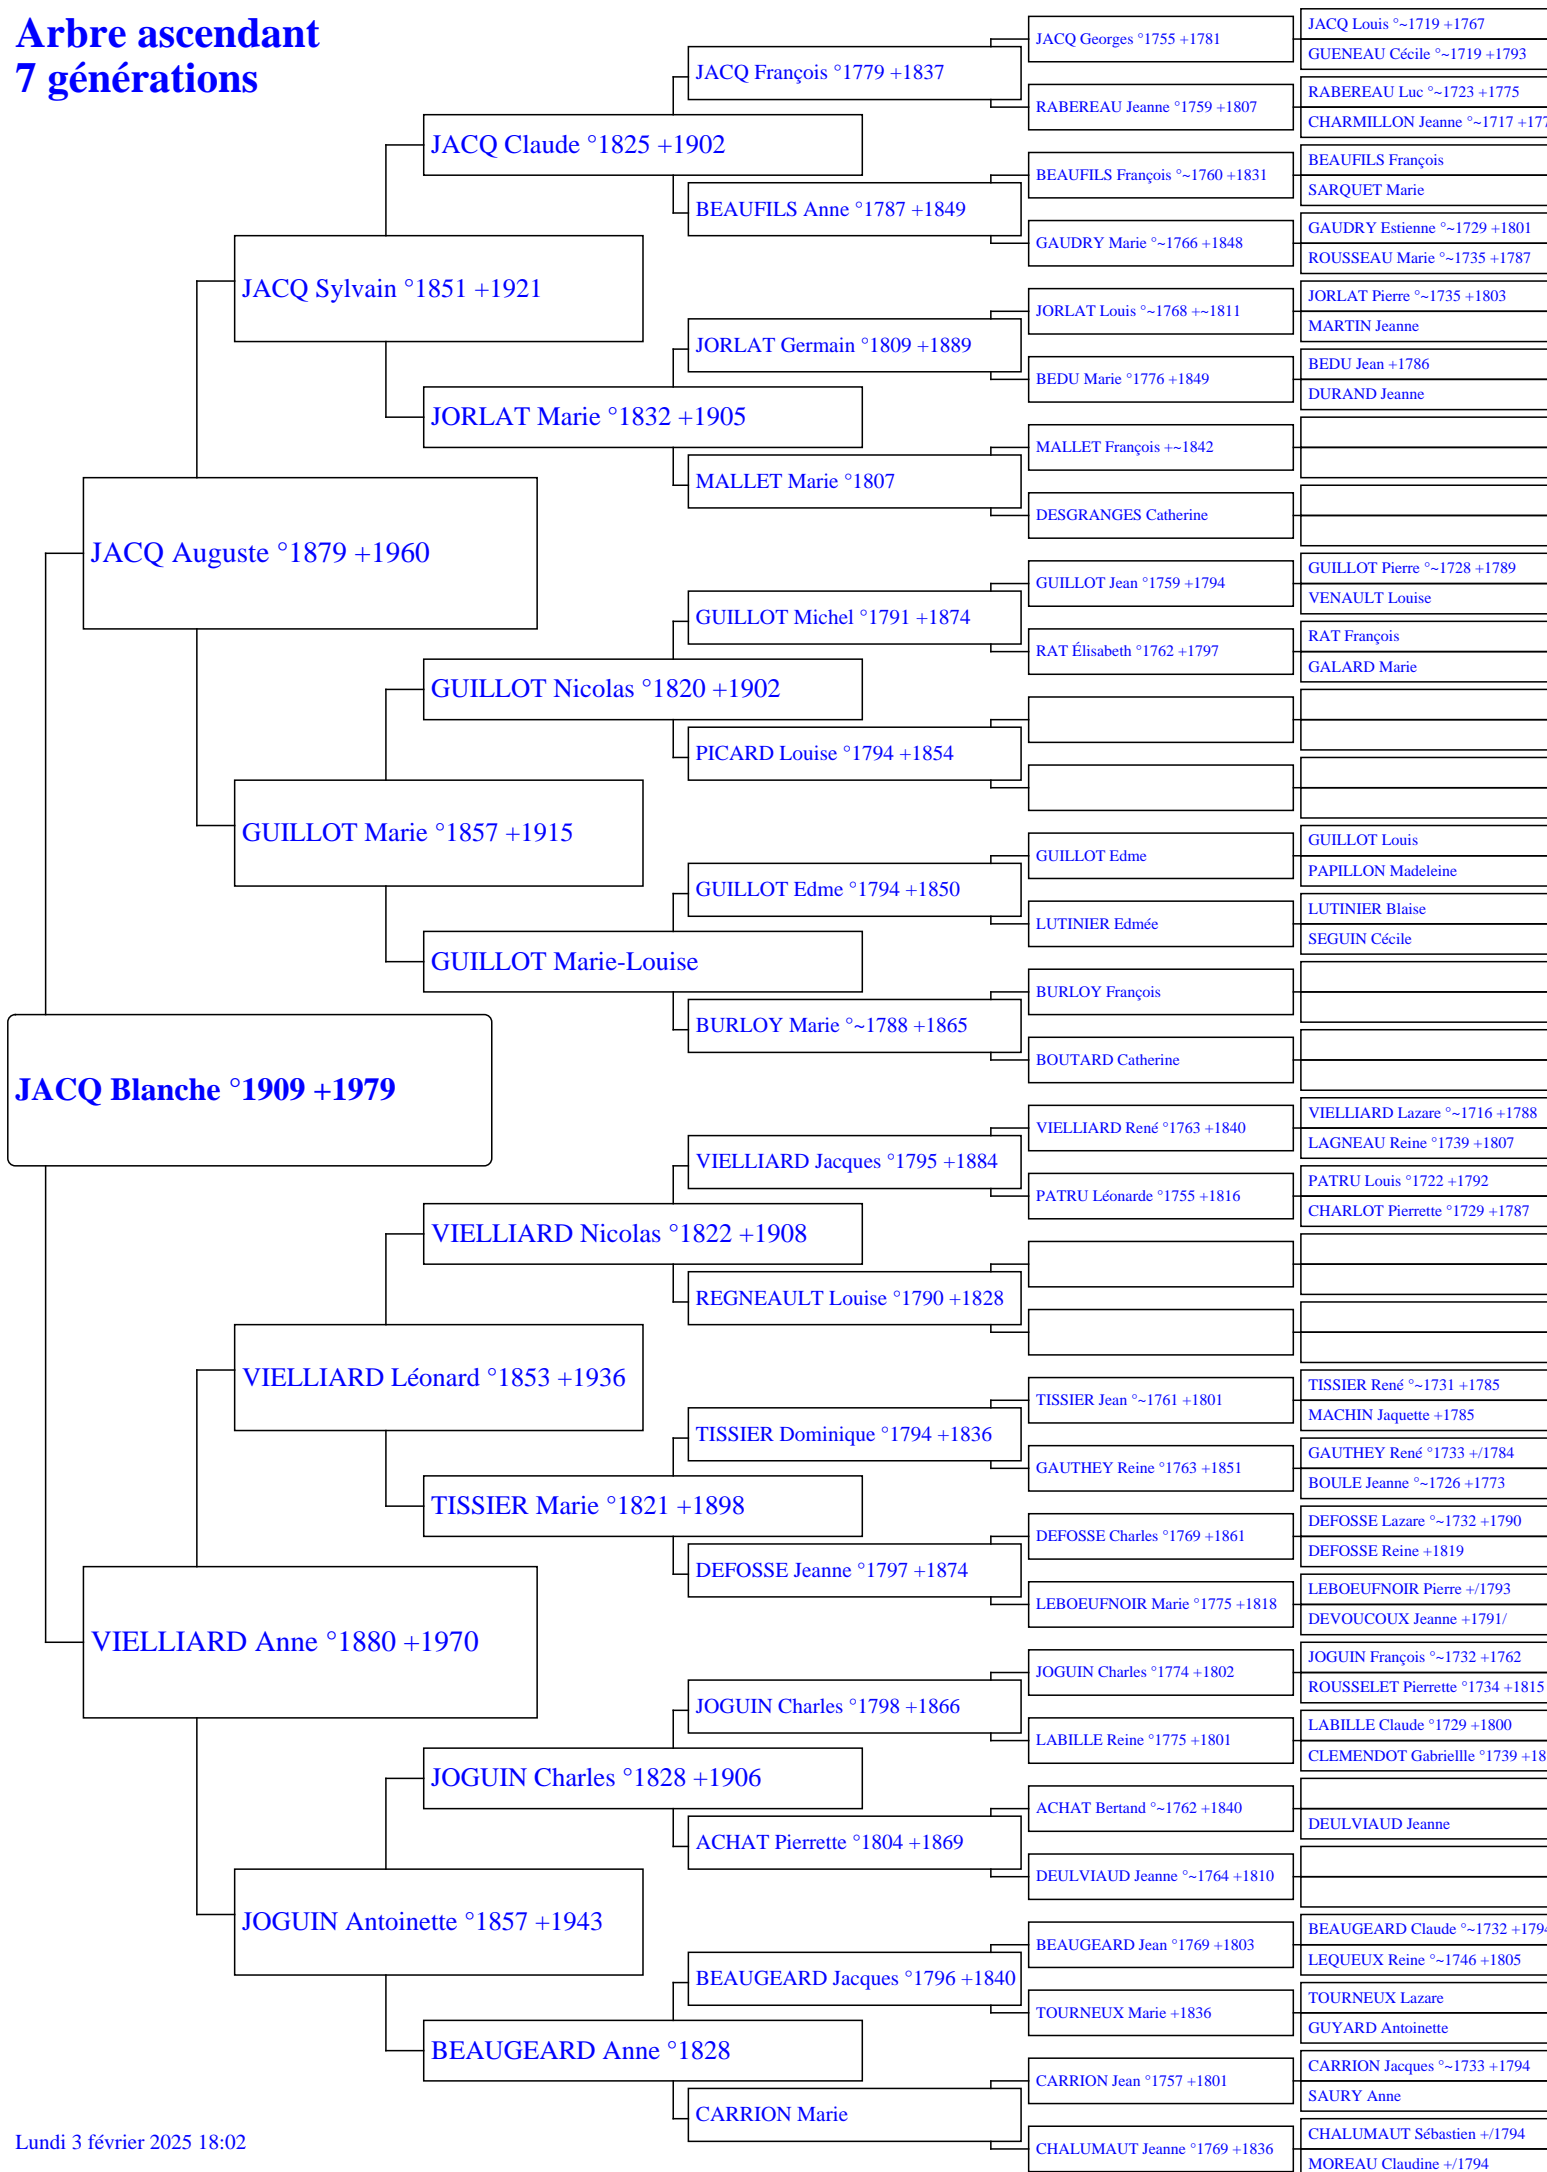 Arbre ascendant
7 générations
JACQ Blanche °1909 +1979
JACQ Auguste °1879 +1960
VIELLIARD Anne °1880 +1970
JACQ Sylvain °1851 +1921
GUILLOT Marie °1857 +1915
VIELLIARD Léonard °1853 +1936
JOGUIN Antoinette °1857 +1943
JACQ Claude °1825 +1902
JORLAT Marie °1832 +1905
GUILLOT Nicolas °1820 +1902
GUILLOT Marie-Louise
VIELLIARD Nicolas °1822 +1908
TISSIER Marie °1821 +1898
JOGUIN Charles °1828 +1906
BEAUGEARD Anne °1828
JACQ François °1779 +1837
BEAUFILS Anne °1787 +1849
JORLAT Germain °1809 +1889
MALLET Marie °1807
GUILLOT Michel °1791 +1874
PICARD Louise °1794 +1854
GUILLOT Edme °1794 +1850
BURLOY Marie °~1788 +1865
VIELLIARD Jacques °1795 +1884
REGNEAULT Louise °1790 +1828
TISSIER Dominique °1794 +1836
DEFOSSE Jeanne °1797 +1874
JOGUIN Charles °1798 +1866
ACHAT Pierrette °1804 +1869
BEAUGEARD Jacques °1796 +1840
CARRION Marie
JACQ Georges °1755 +1781
RABEREAU Jeanne °1759 +1807
BEAUFILS François °~1760 +1831
GAUDRY Marie °~1766 +1848
JORLAT Louis °~1768 +~1811
BEDU Marie °1776 +1849
MALLET François +~1842
DESGRANGES Catherine
GUILLOT Jean °1759 +1794
RAT Élisabeth °1762 +1797
GUILLOT Edme
LUTINIER Edmée
BURLOY François
BOUTARD Catherine
VIELLIARD René °1763 +1840
PATRU Léonarde °1755 +1816
TISSIER Jean °~1761 +1801
GAUTHEY Reine °1763 +1851
DEFOSSE Charles °1769 +1861
LEBOEUFNOIR Marie °1775 +1818
JOGUIN Charles °1774 +1802
LABILLE Reine °1775 +1801
ACHAT Bertand °~1762 +1840
DEULVIAUD Jeanne °~1764 +1810
BEAUGEARD Jean °1769 +1803
TOURNEUX Marie +1836
CARRION Jean °1757 +1801
CHALUMAUT Jeanne °1769 +1836
JACQ Louis °~1719 +1767
GUENEAU Cécile °~1719 +1793
RABEREAU Luc °~1723 +1775
CHARMILLON Jeanne °~1717 +177
BEAUFILS François
SARQUET Marie
GAUDRY Estienne °~1729 +1801
ROUSSEAU Marie °~1735 +1787
JORLAT Pierre °~1735 +1803
MARTIN Jeanne
BEDU Jean +1786
DURAND Jeanne
GUILLOT Pierre °~1728 +1789
VENAULT Louise
RAT François
GALARD Marie
GUILLOT Louis
PAPILLON Madeleine
LUTINIER Blaise
SEGUIN Cécile
VIELLIARD Lazare °~1716 +1788
LAGNEAU Reine °1739 +1807
PATRU Louis °1722 +1792
CHARLOT Pierrette °1729 +1787
TISSIER René °~1731 +1785
MACHIN Jaquette +1785
GAUTHEY René °1733 +/1784
BOULE Jeanne °~1726 +1773
DEFOSSE Lazare °~1732 +1790
DEFOSSE Reine +1819
LEBOEUFNOIR Pierre +/1793
DEVOUCOUX Jeanne +1791/
JOGUIN François °~1732 +1762
ROUSSELET Pierrette °1734 +1815
LABILLE Claude °1729 +1800
CLEMENDOT Gabriellle °1739 +18
DEULVIAUD Jeanne
BEAUGEARD Claude °~1732 +1794
LEQUEUX Reine °~1746 +1805
TOURNEUX Lazare
GUYARD Antoinette
CARRION Jacques °~1733 +1794
SAURY Anne
CHALUMAUT Sébastien +/1794
MOREAU Claudine +/1794
Lundi 3 février 2025 18:02